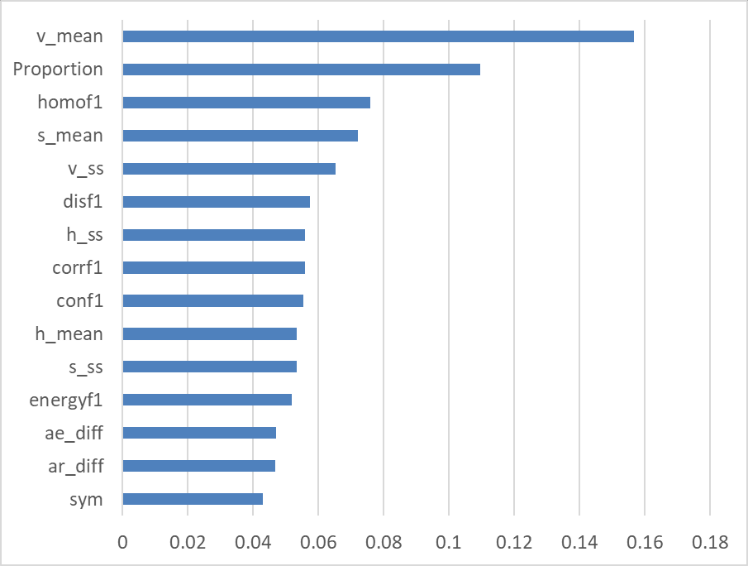 v_mean
Proportion
homof1
s_mean
v_ss
disf1
h_ss
corrf1
conf1
h_mean
s_ss
energyf1
ae_diff
ar_diff
sym
0 0.02 0.04 0.06 0.08 0.1 0.12 0.14 0.16 0.18